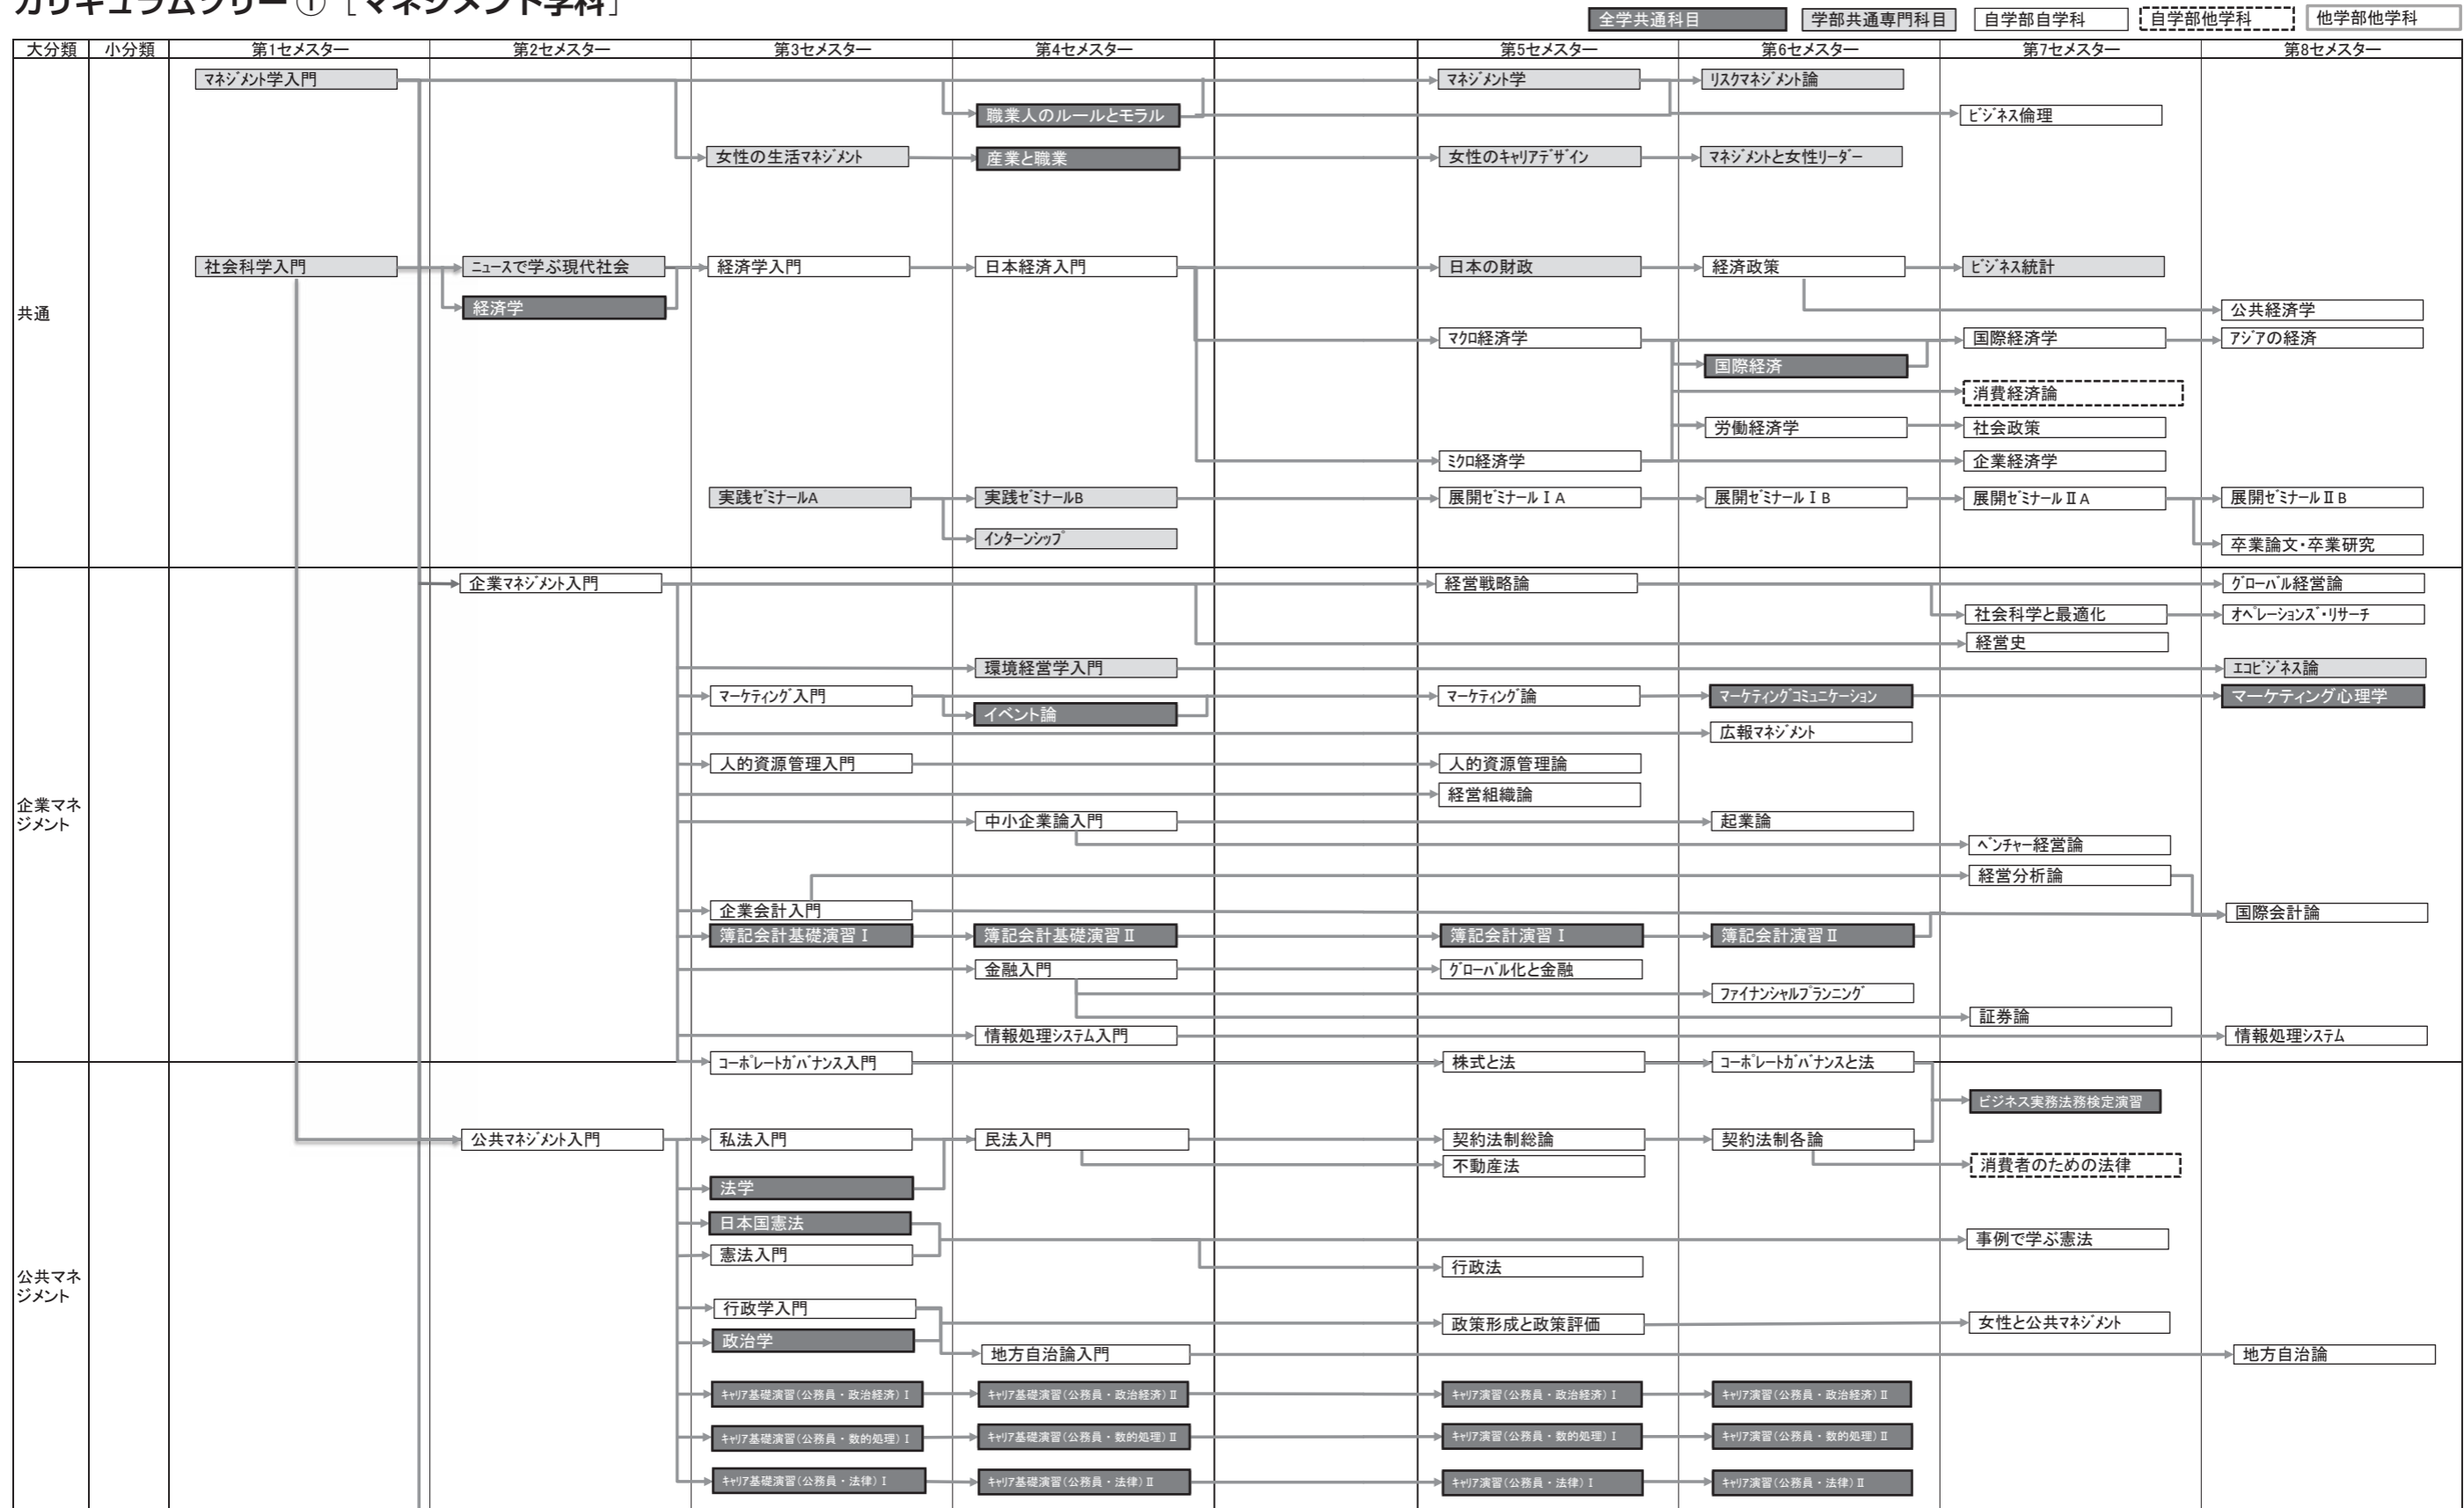 カリキュラムツリー①［マネジメント学科］
全学共通科目 学部共通専門科目 自学部自学科 自学部他学科 他学部他学科
大分類 小分類 第1セメスター 第2セメスター 第3セメスター 第4セメスター 第5セメスター 第6セメスター 第7セメスター 第8セメスター
共通
マネジメント学入門 マネジメント学 リスクマネジメント論
職業人のルールとモラル ビジネス倫理
女性の生活マネジメント 産業と職業 女性のキャリアデザイン マネジメントと女性リーダー
社会科学入門 ニュースで学ぶ現代社会 経済学入門 日本経済入門 日本の財政 経済政策 ビジネス統計
経済学 公共経済学
マクロ経済学 国際経済学 アジアの経済
国際経済
消費経済論
労働経済学 社会政策
ミクロ経済学 企業経済学
実践ゼミナールA 実践ゼミナールB 展開ゼミナールⅠA 展開ゼミナールⅠB 展開ゼミナールⅡA 展開ゼミナールⅡB
インターンシップ 卒業論文・卒業研究
企業マネ
ジメント
企業マネジメント入門 経営戦略論 グローバル経営論
社会科学と最適化 オペレーションズ・リサーチ
経営史
環境経営学入門 エコビジネス論
マーケティング入門 マーケティング論 マーケティングコミュニケーション マーケティング心理学
イベント論
広報マネジメント
人的資源管理入門 人的資源管理論
経営組織論
中小企業論入門 起業論
ベンチャー経営論
経営分析論
企業会計入門 国際会計論
簿記会計基礎演習Ⅰ 簿記会計基礎演習Ⅱ 簿記会計演習Ⅰ 簿記会計演習Ⅱ
金融入門 グローバル化と金融
ファイナンシャルプランニング
証券論
情報処理システム入門 情報処理システム
コーポレートガバナンス入門 株式と法 コーポレートガバナンスと法
公共マネ
ジメント
ビジネス実務法務検定演習
公共マネジメント入門 私法入門 民法入門 契約法制総論 契約法制各論
不動産法 消費者のための法律
法学
日本国憲法
憲法入門 事例で学ぶ憲法
行政法
行政学入門 政策形成と政策評価 女性と公共マネジメント
政治学
地方自治論入門 地方自治論
キャリア基礎演習(公務員・政治経済)Ⅰ キャリア基礎演習(公務員・政治経済)Ⅱ キャリア演習(公務員・政治経済)Ⅰ キャリア演習(公務員・政治経済)Ⅱ
キャリア基礎演習(公務員・数的処理)Ⅰ キャリア基礎演習(公務員・数的処理)Ⅱ キャリア演習(公務員・数的処理)Ⅰ キャリア演習(公務員・数的処理)Ⅱ
キャリア基礎演習(公務員・法律)Ⅰ キャリア基礎演習(公務員・法律)Ⅱ キャリア演習(公務員・法律)Ⅰ キャリア演習(公務員・法律)Ⅱ